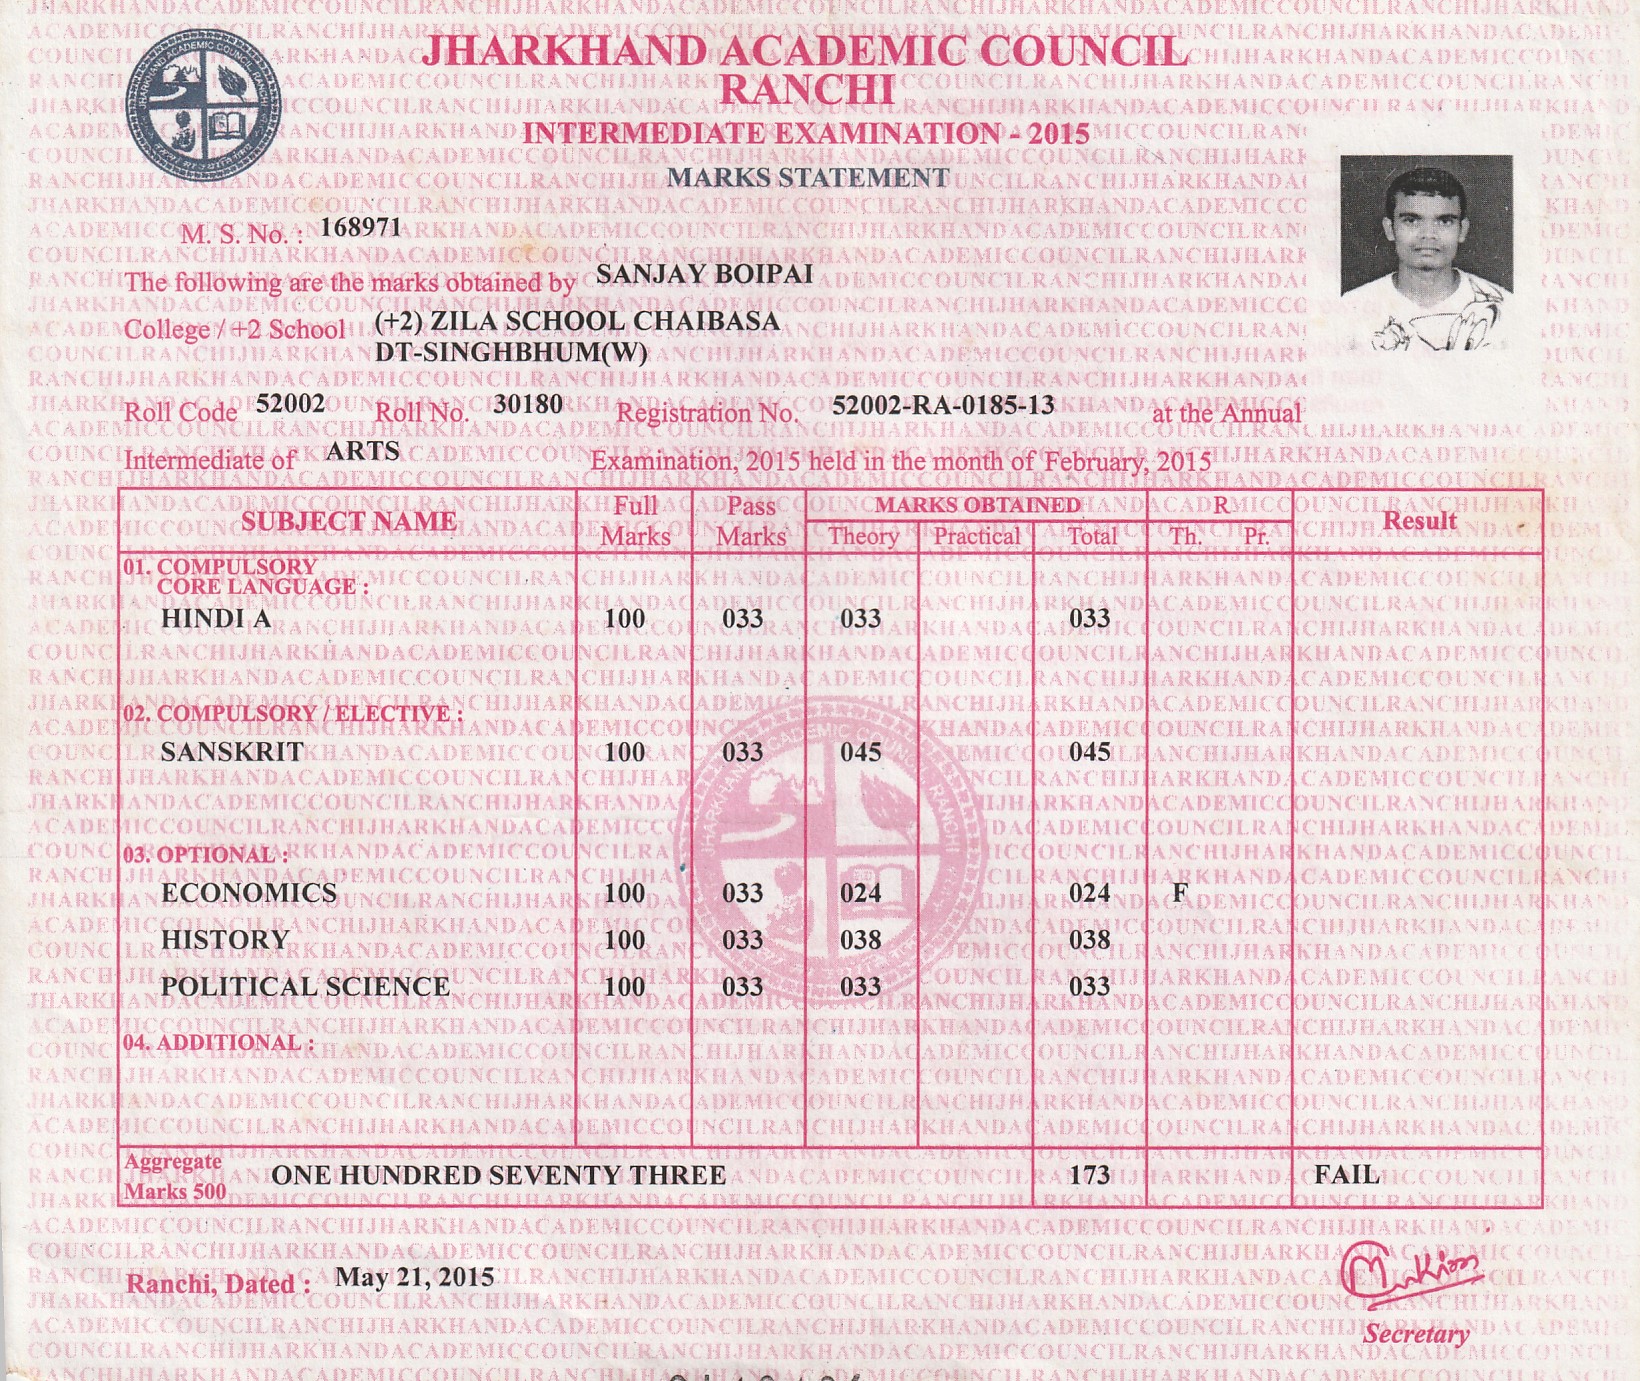 JHARKHAND ACADEMIC COUNCIL
RANCHI
INTERMEDIATE EXAMINATION - 2015
MARKS STATEMENT
M. S. No. : 168971
The following are the marks obtained by SANJAY BOIPAI
College / +2 School (+2) ZILA SCHOOL CHAIBASA
DT-SINGHBHUM(W)
Roll Code 52002 Roll No. 30180 Registration No. 52002-RA-0185-13 at the Annual
Intermediate of ARTS Examination, 2015 held in the month of February, 2015
SUBJECT NAME Full Marks Pass Marks MARKS OBTAINED R Result
Theory Practical Total Th. Pr.
01. COMPULSORY
CORE LANGUAGE :
HINDI A 100 033 033 033
02. COMPULSORY / ELECTIVE :
SANSKRIT 100 033 045 045
03. OPTIONAL :
ECONOMICS 100 033 024 024 F
HISTORY 100 033 038 038
POLITICAL SCIENCE 100 033 033 033
04. ADDITIONAL :
Aggregate
Marks 500 ONE HUNDRED SEVENTY THREE 173 FAIL
Ranchi, Dated : May 21, 2015
Secretary